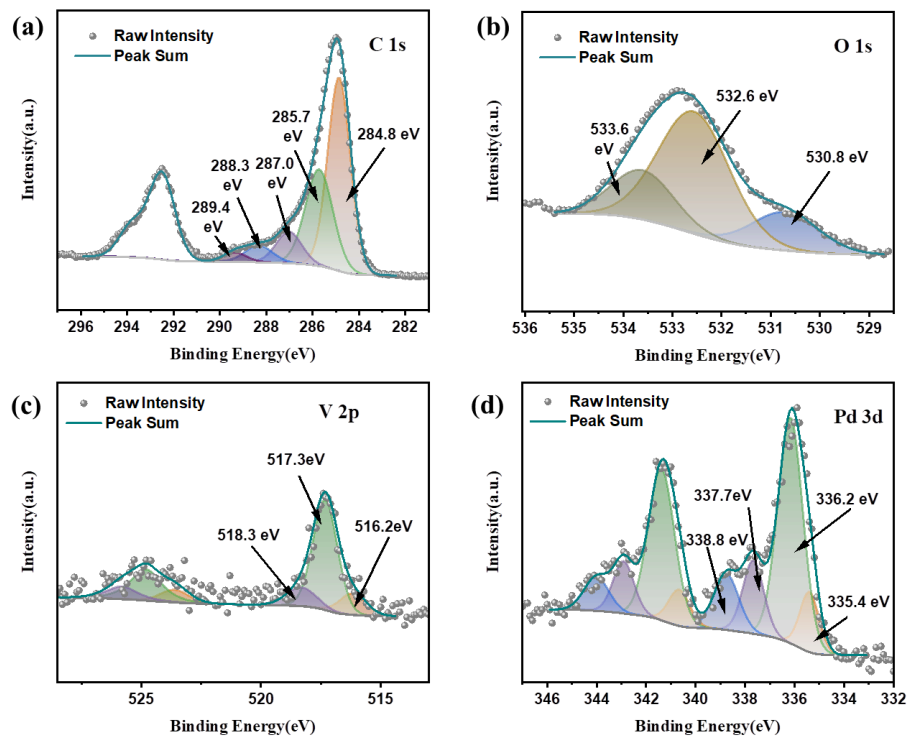 (a)
Raw Intensity
Peak Sum
C 1s
285.7
eV
284.8 eV
287.0
eV
288.3
eV
289.4
eV
Intensity(a.u.)
296 294 292 290 288 286 284 282
Binding Energy(eV)
(b)
Raw Intensity
Peak Sum
O 1s
532.6 eV
533.6
eV
530.8 eV
Intensity(a.u.)
536 535 534 533 532 531 530 529
Binding Energy(eV)
(c)
Raw Intensity
Peak Sum
V 2p
517.3eV
518.3 eV
516.2eV
Intensity(a.u.)
525 520 515
Binding Energy(eV)
(d)
Raw Intensity
Peak Sum
Pd 3d
337.7eV
336.2 eV
338.8 eV
335.4 eV
Intensity(a.u.)
346 344 342 340 338 336 334 332
Binding Energy(eV)